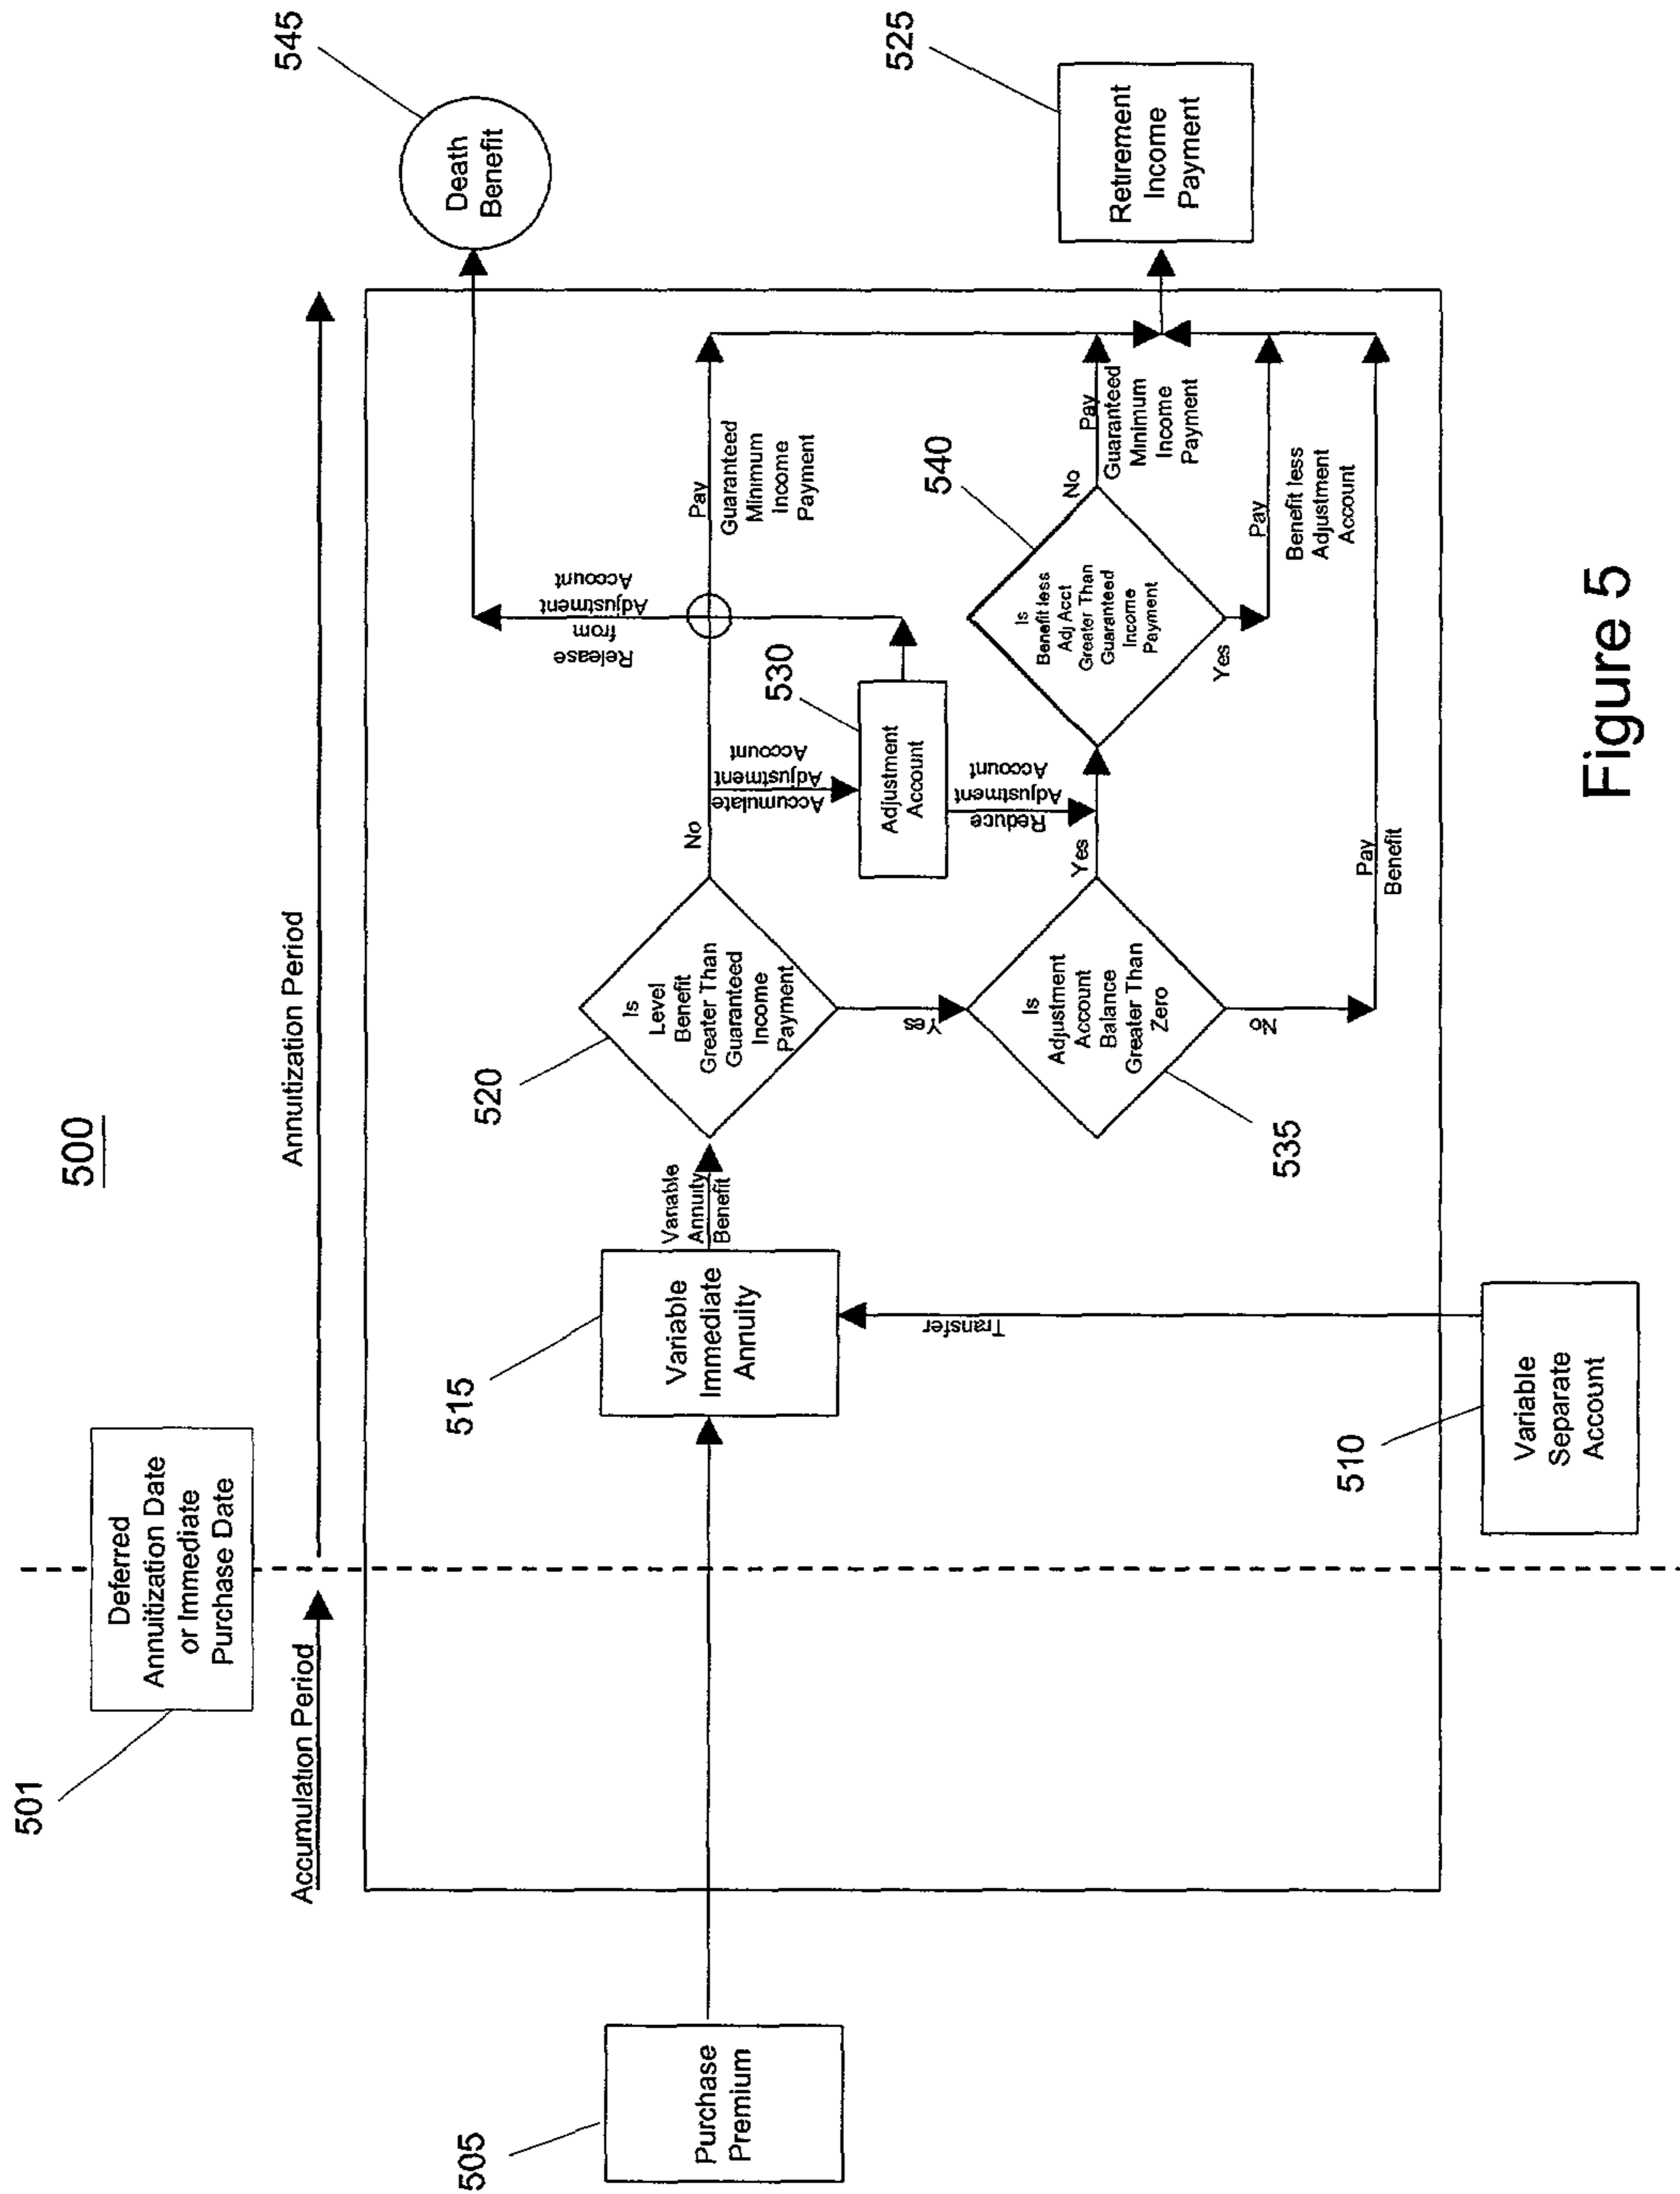 500
501
Deferred
Annuitization Date
or Immediate
Purchase Date
Accumulation Period
Annuitization Period
545
Death
Benefit
505
Purchase
Premium
515
Variable
Immediate
Annuity
Variable
Annuity
Benefit
Transfer
510
Variable
Separate
Account
520
Is
Level
Benefit
Greater Than
Guaranteed
Income
Payment
No
Yes
Accumulate
Adjustment
Account
530
Adjustment
Account
Release
from
Adjustment
Account
Pay
Guaranteed
Minimum
Income
Payment
535
Is
Adjustment
Account
Balance
Greater Than
Zero
Yes
No
Reduce
Adjustment
Account
540
Is
Benefit less
Adj Acct
Greater Than
Guaranteed
Income
Payment
No
Yes
Pay
Guaranteed
Minimum
Income
Payment
Pay
Benefit less
Adjustment
Account
Pay
Benefit
525
Retirement
Income
Payment
Figure 5